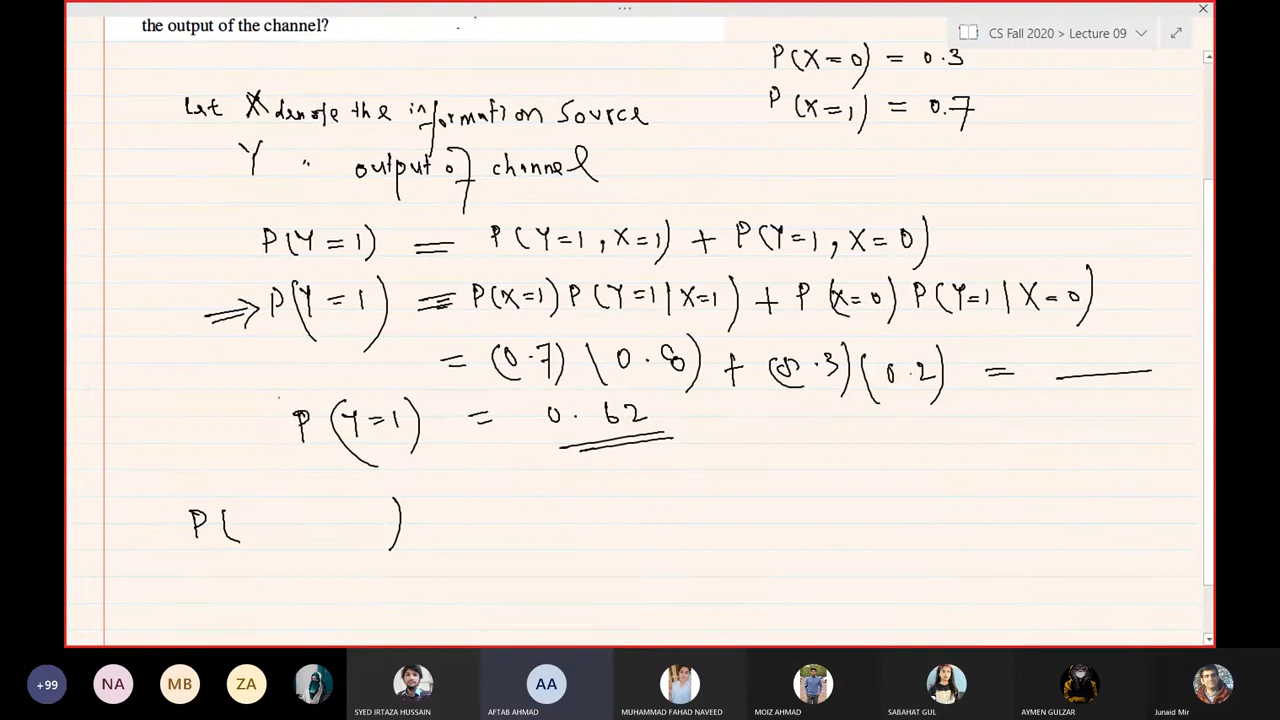 the output of the channel?
CS Fall 2020 > Lecture 09
P(X=0) = 0.3
P(X=1) = 0.7
Let X denote the information Source
Y " output of channel
P(Y=1) = P(Y=1, X=1) + P(Y=1, X=0)
⇒ P(Y=1) = P(X=1) P(Y=1|X=1) + P(X=0) P(Y=1|X=0)
= (0.7)(0.8) + (0.3)(0.2) = ____
P(Y=1) = 0.62
P( )
+99 NA MB ZA AA
SYED IRTAZA HUSSAIN AFTAB AHMAD MUHAMMAD FAHAD NAVEED MOIZ AHMAD SABAHAT GUL AYMEN GULZAR Junaid Mir